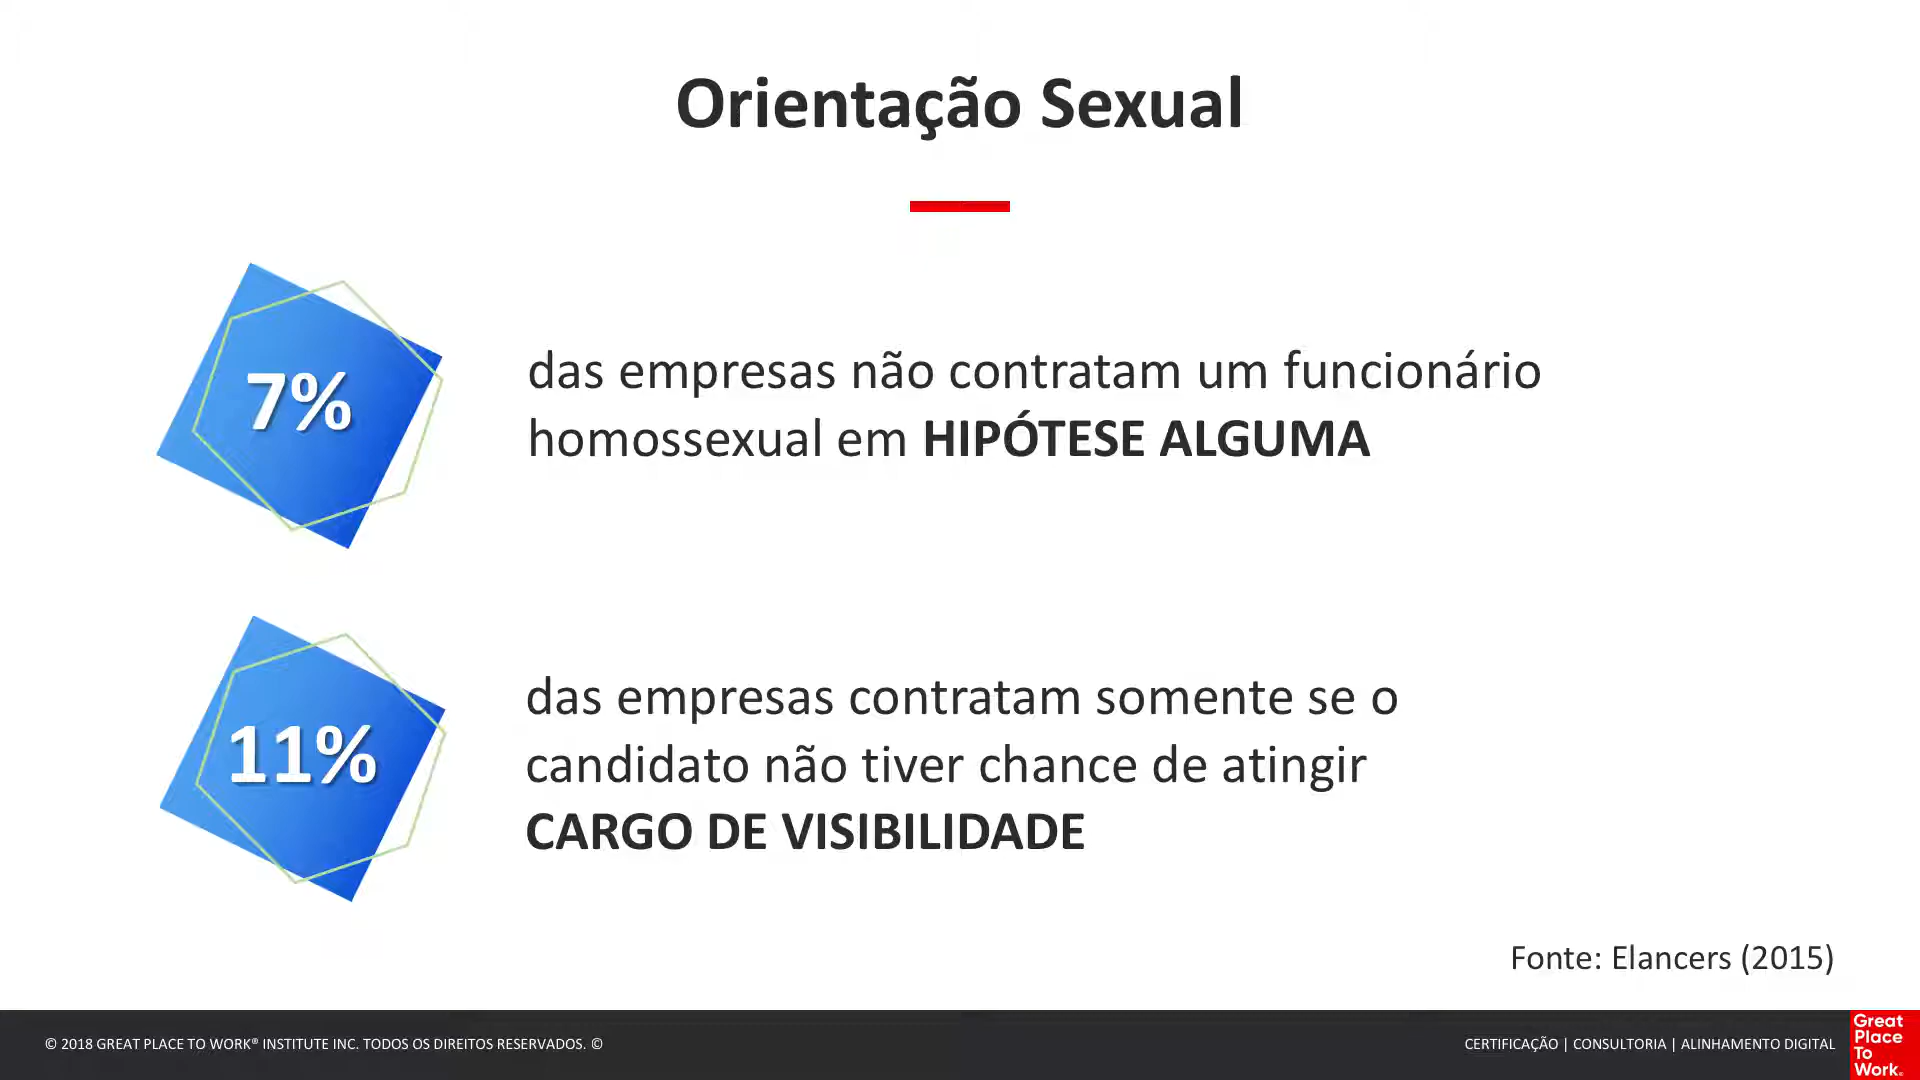 Orientação Sexual
7%
das empresas não contratam um funcionário
homossexual em HIPÓTESE ALGUMA
11%
das empresas contratam somente se o
candidato não tiver chance de atingir
CARGO DE VISIBILIDADE
Fonte: Elancers (2015)
© 2018 GREAT PLACE TO WORK® INSTITUTE INC. TODOS OS DIREITOS RESERVADOS. ©
CERTIFICAÇÃO | CONSULTORIA | ALINHAMENTO DIGITAL
Great
Place
To
Work.